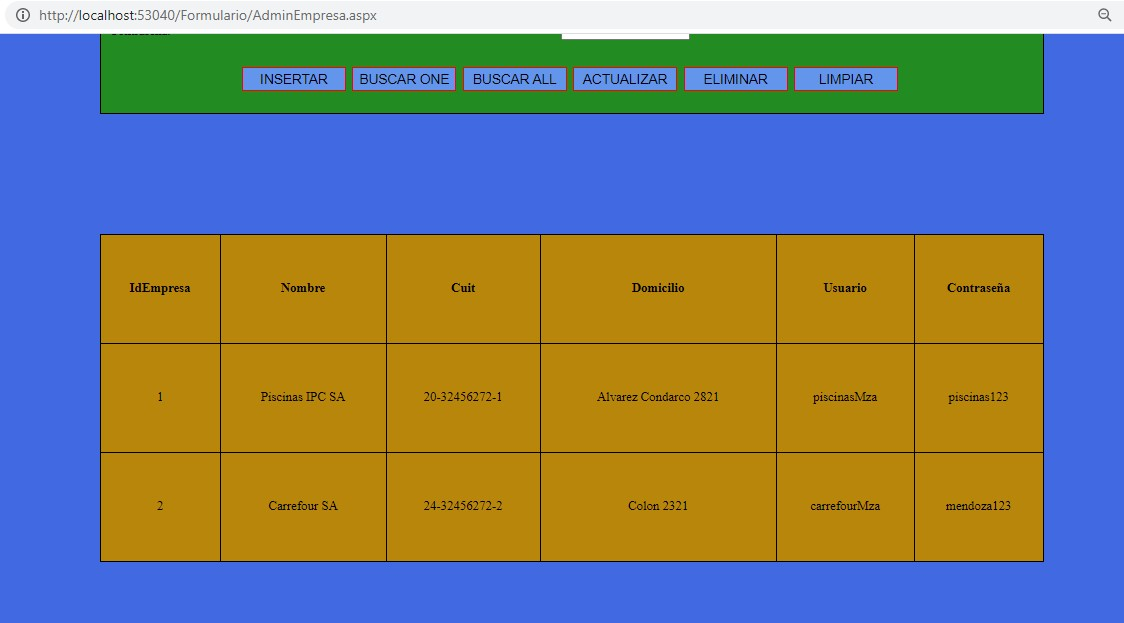 http://localhost:53040/Formulario/AdminEmpresa.aspx
INSERTAR BUSCAR ONE BUSCAR ALL ACTUALIZAR ELIMINAR LIMPIAR
IdEmpresa Nombre Cuit Domicilio Usuario Contraseña
1 Piscinas IPC SA 20-32456272-1 Alvarez Condarco 2821 piscinasMza piscinas123
2 Carrefour SA 24-32456272-2 Colon 2321 carrefourMza mendoza123